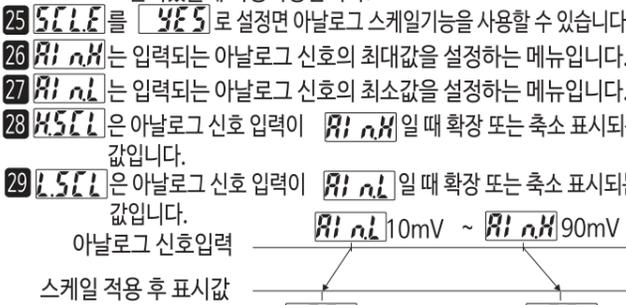 25 SCL.E 를 YES 로 설정면 아날로그 스케일기능을 사용할 수 있습니다
26 AI n.H 는 입력되는 아날로그 신호의 최대값을 설정하는 메뉴입니다.
27 AI n.L 는 입력되는 아날로그 신호의 최소값을 설정하는 메뉴입니다.
28 H.SCL 은 아날로그 신호 입력이 AI n.H 일 때 확장 또는 축소 표시되는
값입니다.
29 L.SCL 은 아날로그 신호 입력이 AI n.L 일 때 확장 또는 축소 표시되는
값입니다.
AI n.L 10mV ~ AI n.H 90mV
아날로그 신호입력
스케일 적용 후 표시값